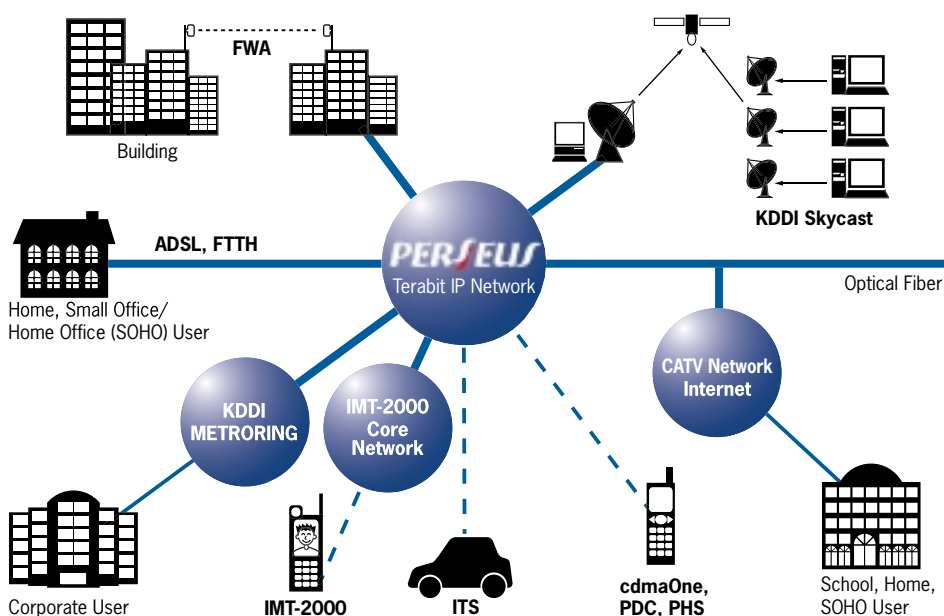 FWA
Building
KDDI Skycast
ADSL, FTTH
PERSEUS
Terabit IP Network
Optical Fiber
Home, Small Office/
Home Office (SOHO) User
CATV Network
Internet
KDDI
METRORING
IMT-2000
Core
Network
Corporate User
IMT-2000
ITS
cdmaOne,
PDC, PHS
School, Home,
SOHO User